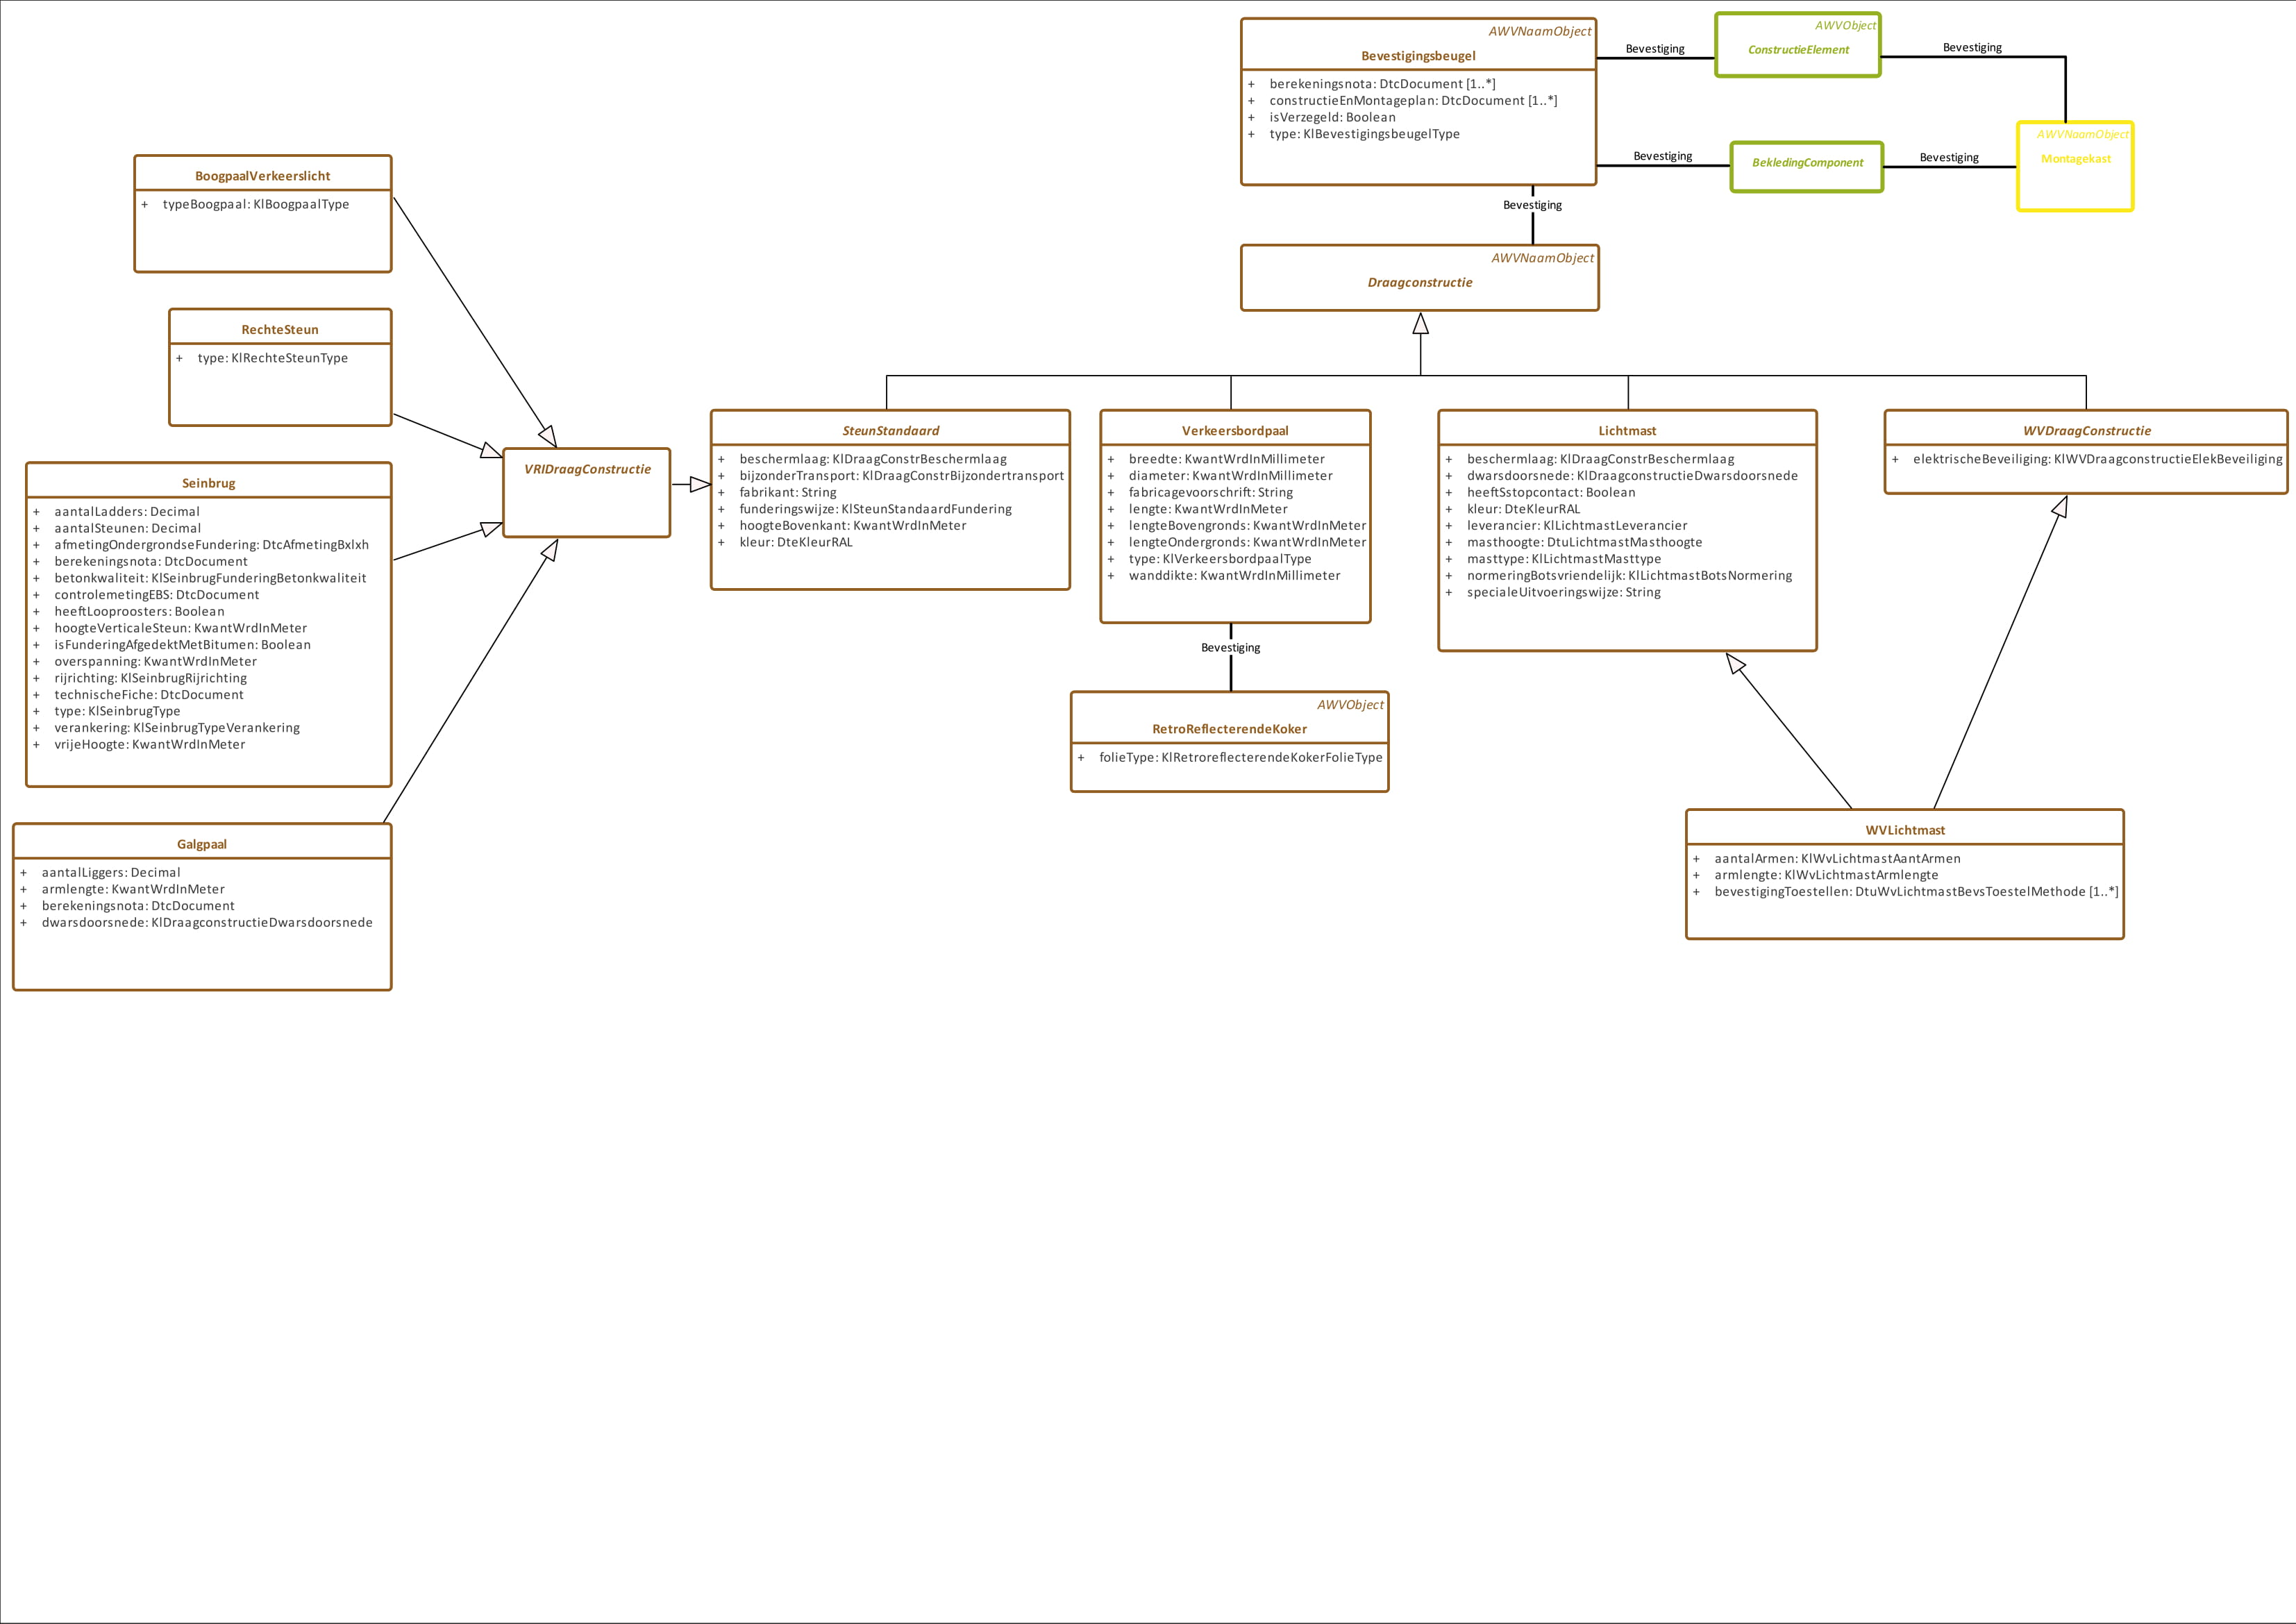 AWVNaamObject
Bevestigingsbeugel
+ berekeningsnota: DtcDocument [1..*]
+ constructieEnMontageplan: DtcDocument [1..*]
+ isVerzegeld: Boolean
+ type: KlBevestigingsbeugelType
Bevestiging
AWVObject
ConstructieElement
Bevestiging
Bevestiging
BekledingComponent
Bevestiging
AWVNaamObject
Montagekast
Bevestiging
AWVNaamObject
Draagconstructie
BoogpaalVerkeerslicht
+ typeBoogpaal: KlBoogpaalType
RechteSteun
+ type: KlRechteSteunType
Seinbrug
+ aantalLadders: Decimal
+ aantalSteunen: Decimal
+ afmetingOndergrondseFundering: DtcAfmetingBxlxh
+ berekeningsnota: DtcDocument
+ betonkwaliteit: KlSeinbrugFunderingBetonkwaliteit
+ controlemetingEBS: DtcDocument
+ heeftLooproosters: Boolean
+ hoogteVerticaleSteun: KwantWrdInMeter
+ isFunderingAfgedektMetBitumen: Boolean
+ overspanning: KwantWrdInMeter
+ rijrichting: KlSeinbrugRijrichting
+ technischeFiche: DtcDocument
+ type: KlSeinbrugType
+ verankering: KlSeinbrugTypeVerankering
+ vrijeHoogte: KwantWrdInMeter
Galgpaal
+ aantalLiggers: Decimal
+ armlengte: KwantWrdInMeter
+ berekeningsnota: DtcDocument
+ dwarsdoorsnede: KlDraagconstructieDwarsdoorsnede
VRIDraagConstructie
SteunStandaard
+ beschermlaag: KlDraagConstrBeschermlaag
+ bijzonderTransport: KlDraagConstrBijzondertransport
+ fabrikant: String
+ funderingswijze: KlSteunStandaardFundering
+ hoogteBovenkant: KwantWrdInMeter
+ kleur: DteKleurRAL
Verkeersbordpaal
+ breedte: KwantWrdInMillimeter
+ diameter: KwantWrdInMillimeter
+ fabricagevoorschrift: String
+ lengte: KwantWrdInMeter
+ lengteBovengronds: KwantWrdInMeter
+ lengteOndergronds: KwantWrdInMeter
+ type: KlVerkeersbordpaalType
+ wanddikte: KwantWrdInMillimeter
Bevestiging
AWVObject
RetroReflecterendeKoker
+ folieType: KlRetroreflecterendeKokerFolieType
Lichtmast
+ beschermlaag: KlDraagConstrBeschermlaag
+ dwarsdoorsnede: KlDraagconstructieDwarsdoorsnede
+ heeftSstopcontact: Boolean
+ kleur: DteKleurRAL
+ leverancier: KlLichtmastLeverancier
+ masthoogte: DtuLichtmastMasthoogte
+ masttype: KlLichtmastMasttype
+ normeringBotsvriendelijk: KlLichtmastBotsNormering
+ specialeUitvoeringswijze: String
WVDraagConstructie
+ elektrischeBeveiliging: KlWVDraagconstructieElekBeveiliging
WVLichtmast
+ aantalArmen: KlWvLichtmastAantArmen
+ armlengte: KlWvLichtmastArmlengte
+ bevestigingToestellen: DtuWvLichtmastBevsToestelMethode [1..*]